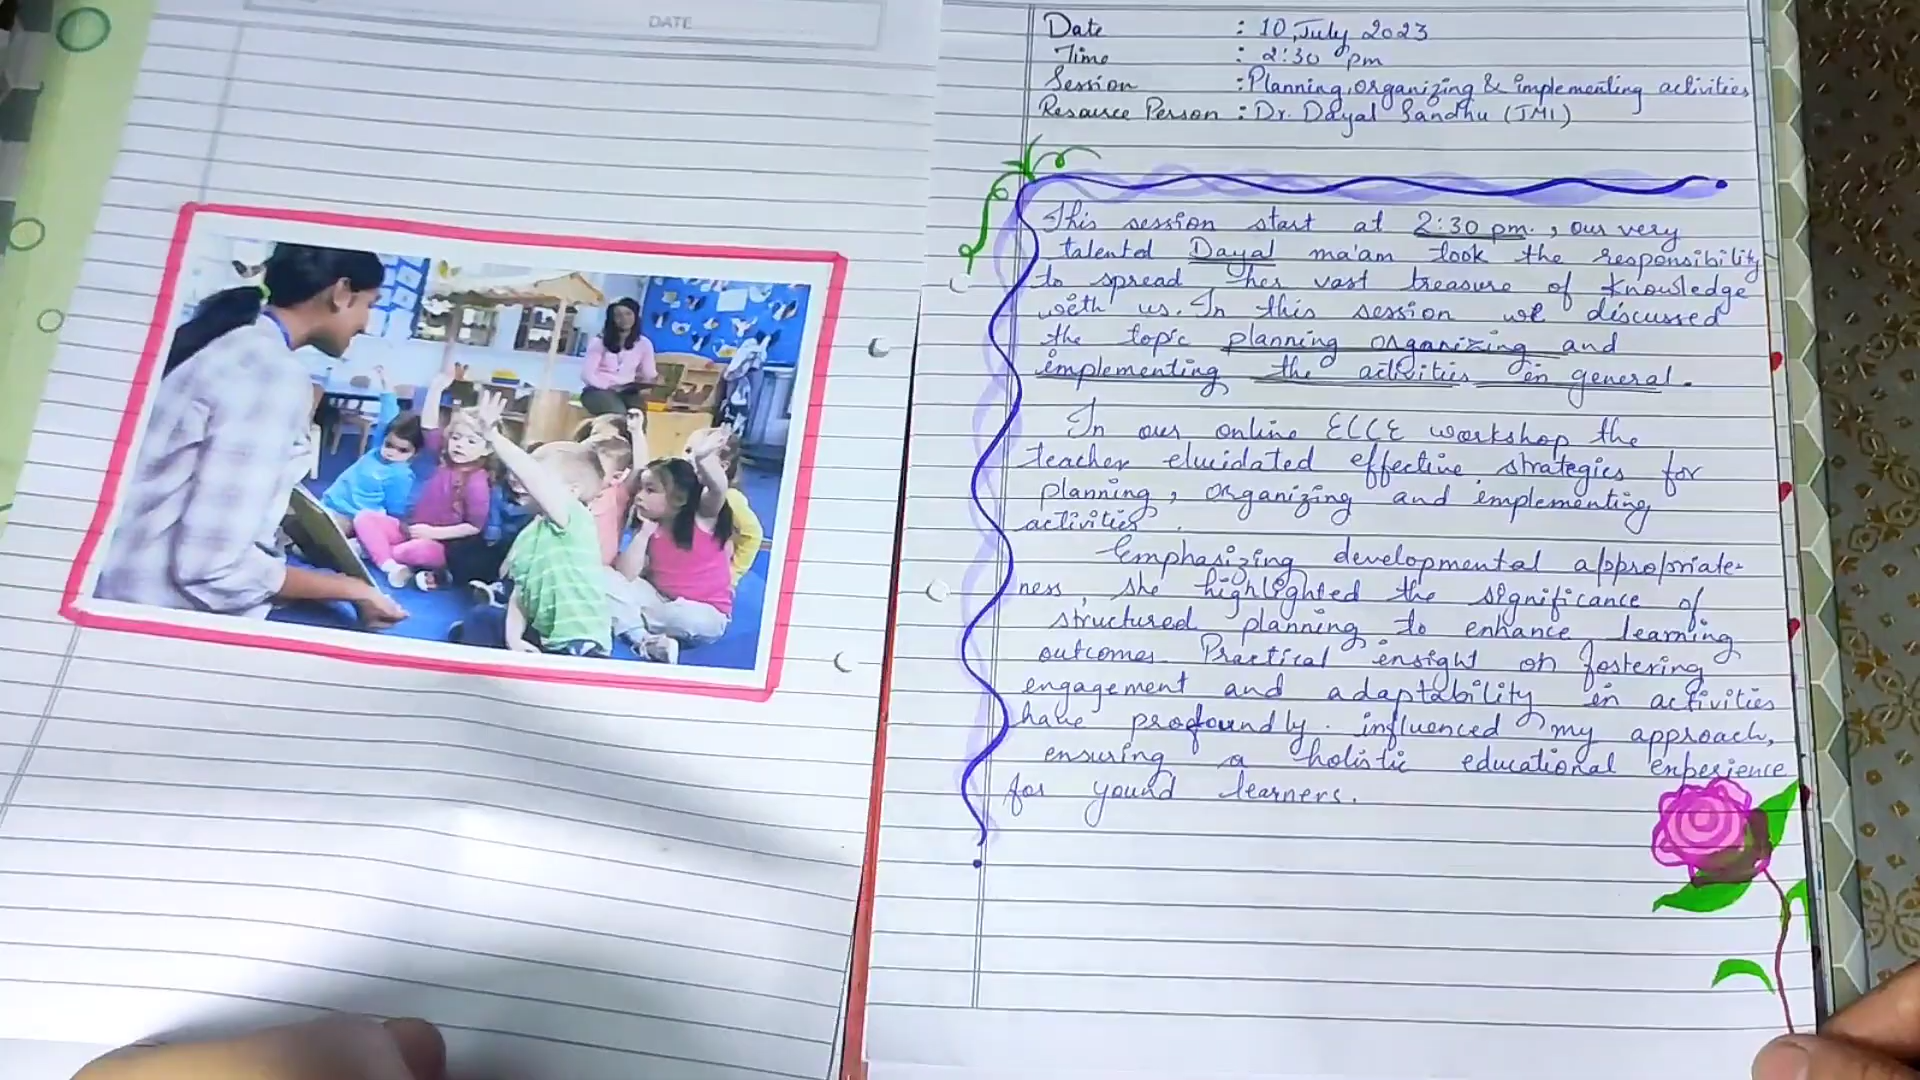 DATE
Date : 10, July 2023
Time : 2:30 pm
Session : Planning, organizing & implementing activities
Resource Person : Dr. Dayal Sandhu (JMI)
This session start at 2:30 pm. , our very
talented Dayal ma'am took the responsibility
to spread her vast treasure of knowledge
with us. In this session we discussed
the topic planning organizing and
implementing the activities in general.
In our online ECCE workshop the
teacher elucidated effective strategies for
planning, organizing and implementing
activities .
Emphasizing developmental appropriate-
ness, she highlighted the significance of
structured planning to enhance learning
outcomes. Practical insight on fostering
engagement and adaptability in activities
have profoundly influenced my approach,
ensuring a holistic educational experience
for yound learners.